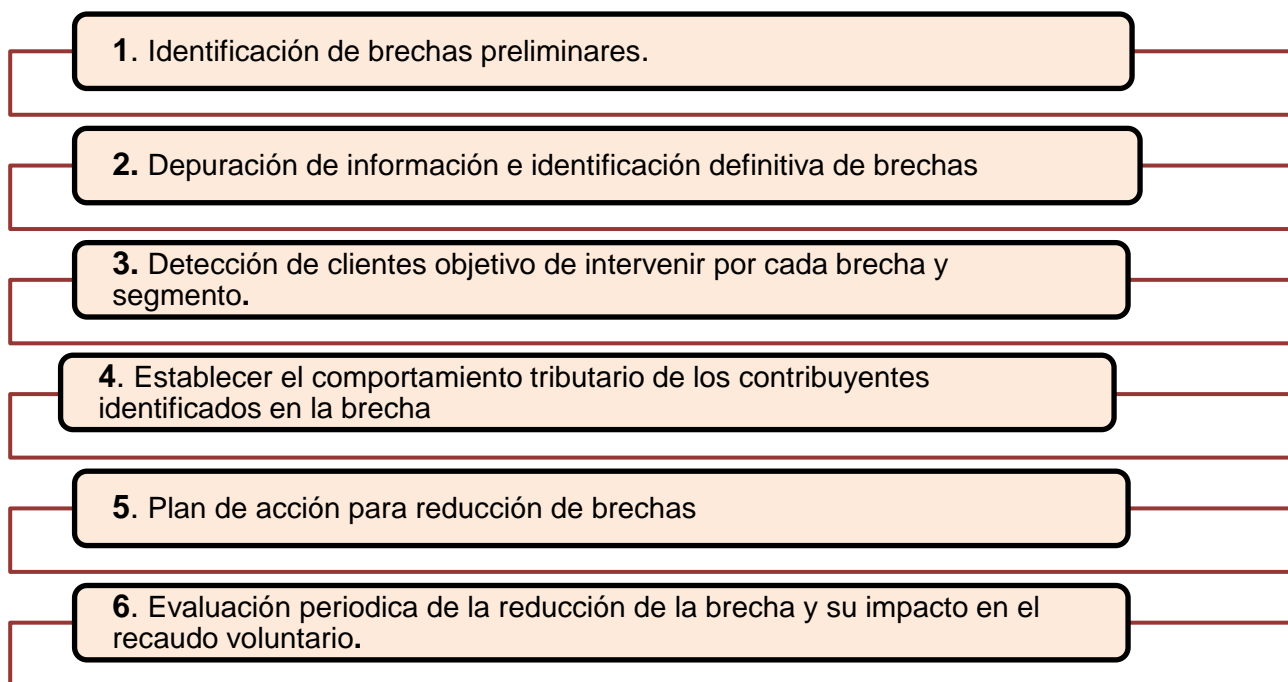 1. Identificación de brechas preliminares.
2. Depuración de información e identificación definitiva de brechas
3. Detección de clientes objetivo de intervenir por cada brecha y
segmento.
4. Establecer el comportamiento tributario de los contribuyentes
identificados en la brecha
5. Plan de acción para reducción de brechas
6. Evaluación periodica de la reducción de la brecha y su impacto en el
recaudo voluntario.